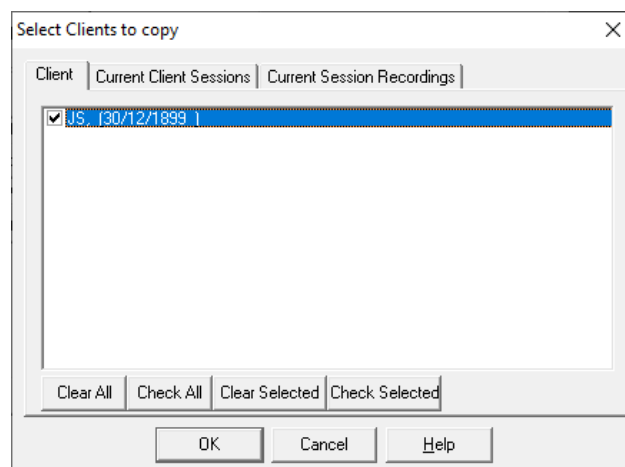 Select Clients to copy
Client Current Client Sessions Current Session Recordings
JS, [30/12/1899 ]
Clear All Check All Clear Selected Check Selected
OK Cancel Help